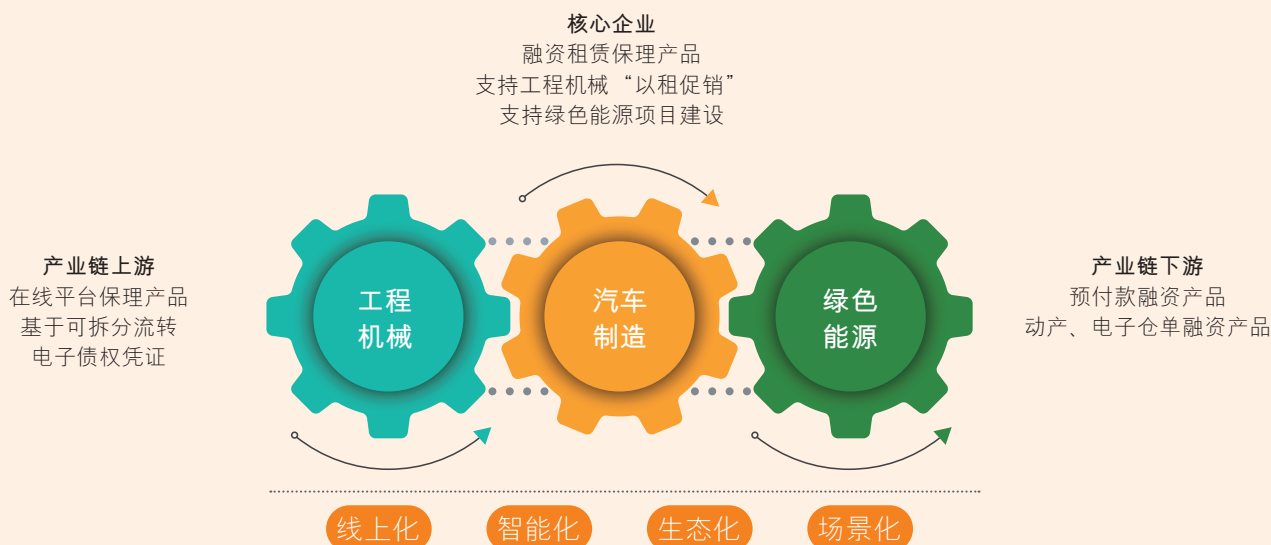 核心企业
融资租赁保理产品
支持工程机械“以租促销”
支持绿色能源项目建设
产业链上游
在线平台保理产品
基于可拆分流转
电子债权凭证
工程
机械
汽车
制造
绿色
能源
产业链下游
预付款融资产品
动产、电子仓单融资产品
线上化
智能化
生态化
场景化